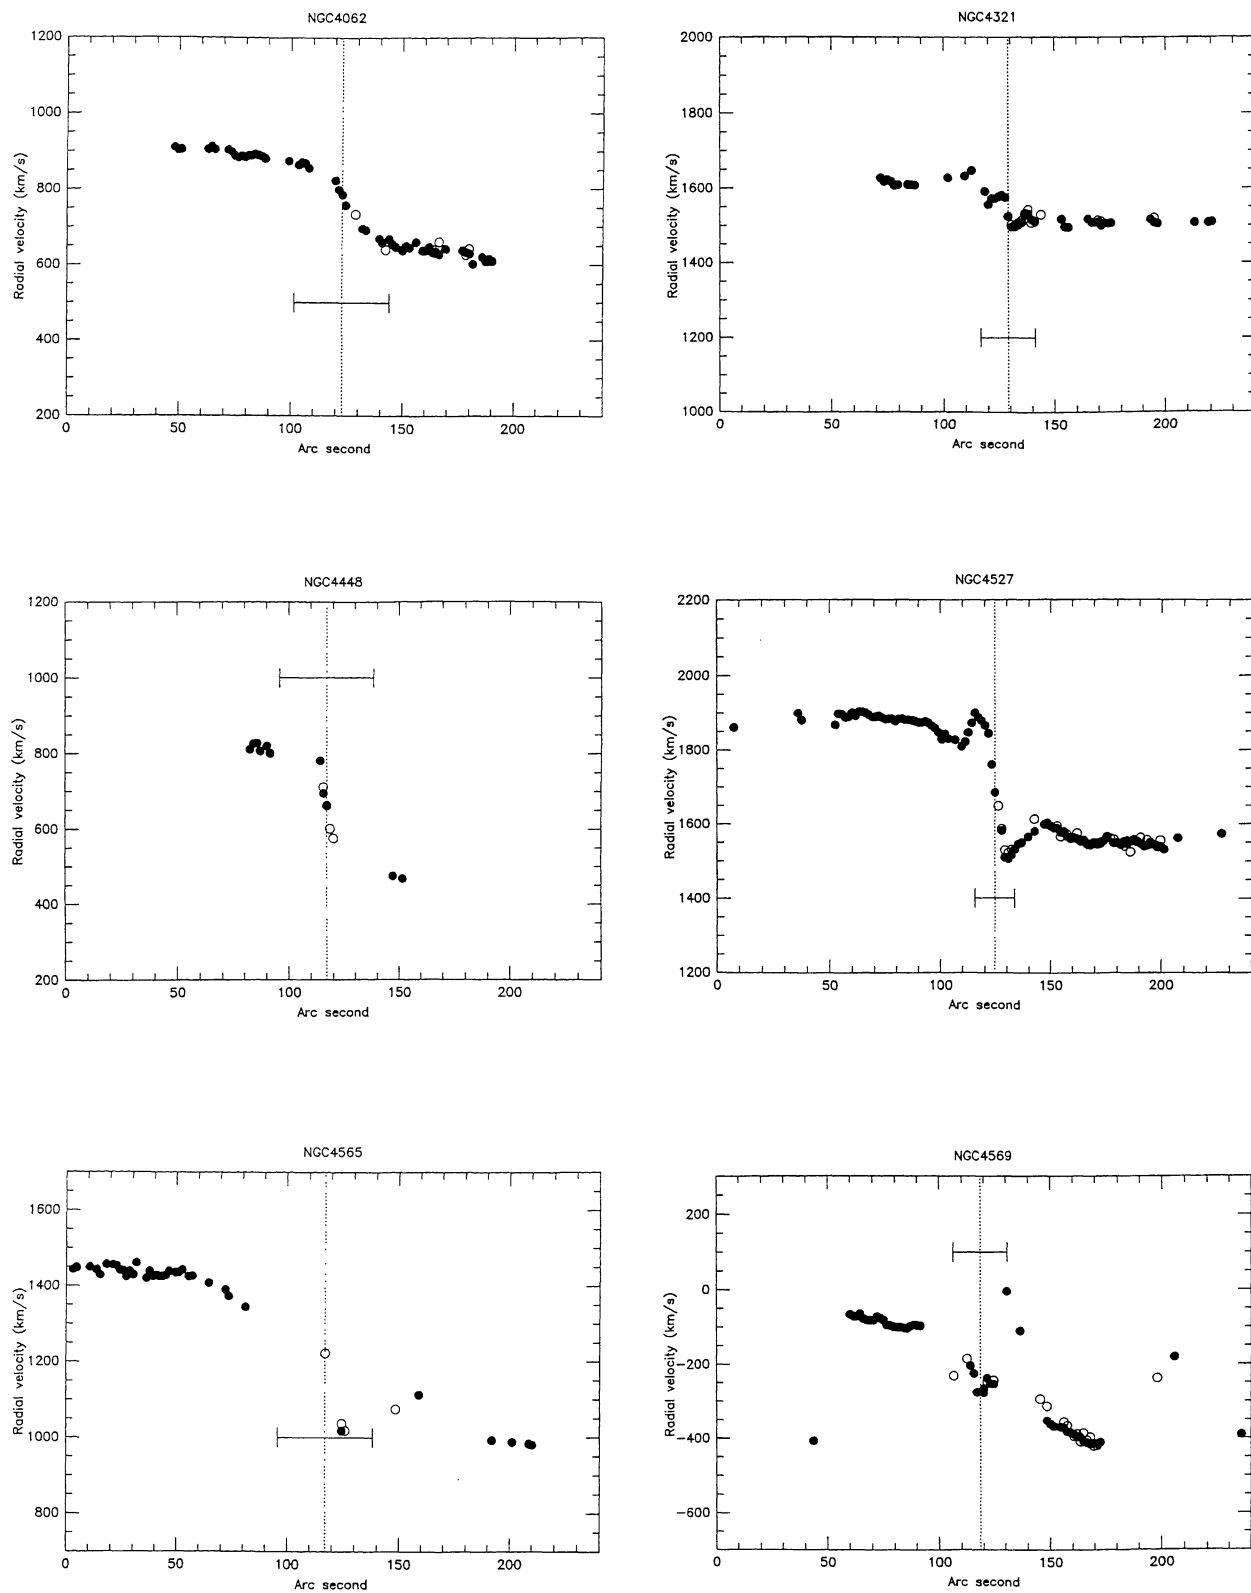 NGC4062
1200
1000
800
600
400
200
Radial velocity (km/s)
0 50 100 150 200
Arc second
NGC4321
2000
1800
1600
1400
1200
1000
Radial velocity (km/s)
0 50 100 150 200
Arc second
NGC4448
1200
1000
800
600
400
200
Radial velocity (km/s)
0 50 100 150 200
Arc second
NGC4527
2200
2000
1800
1600
1400
1200
Radial velocity (km/s)
0 50 100 150 200
Arc second
NGC4565
1600
1400
1200
1000
800
Radial velocity (km/s)
0 50 100 150 200
Arc second
NGC4569
200
0
−200
−400
−600
Radial velocity (km/s)
0 50 100 150 200
Arc second